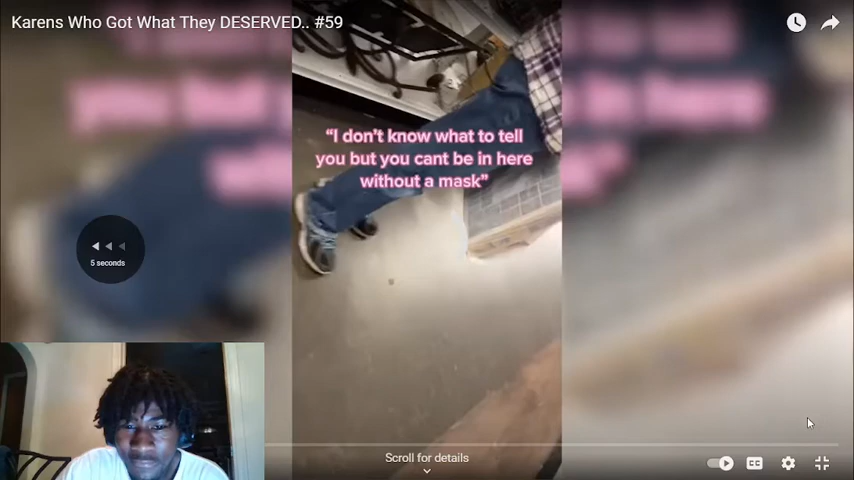 Karens Who Got What They DESERVED.. #59
“I don't know what to tell
you but you cant be in here
without a mask”
5 seconds
Scroll for details
CC